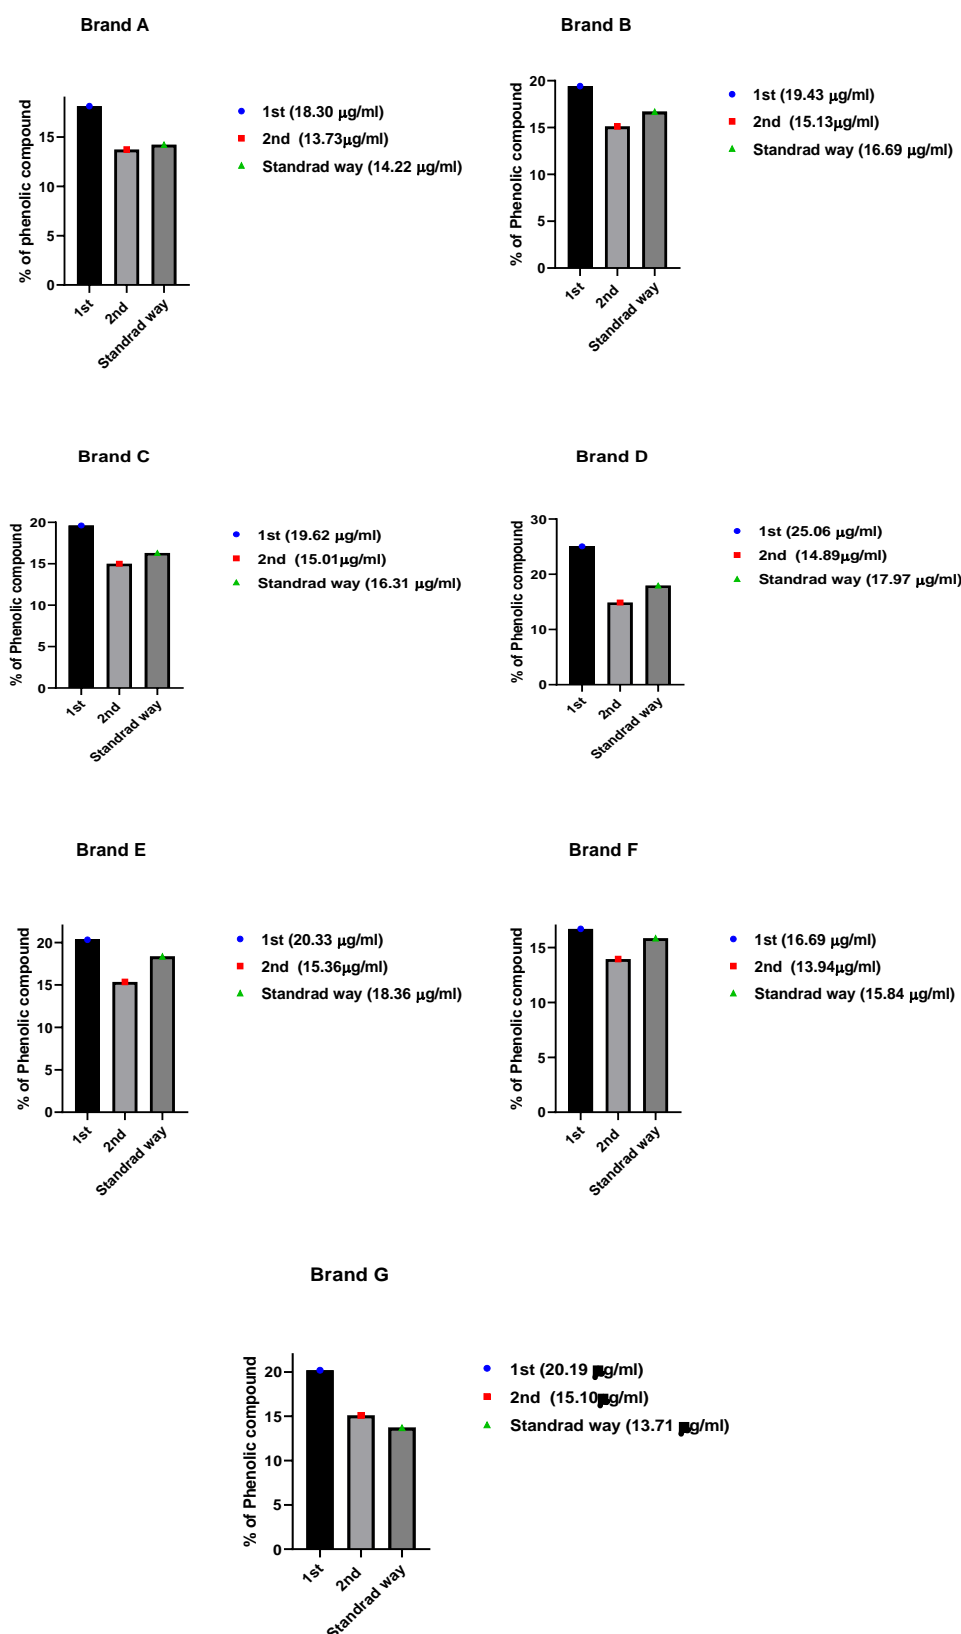 Brand A
% of phenolic compound
15
10
5
0
1st
2nd
Standrad way
1st (18.30 μg/ml)
2nd (13.73μg/ml)
Standrad way (14.22 μg/ml)
Brand B
% of Phenolic compound
20
15
10
5
0
1st
2nd
Standrad way
1st (19.43 μg/ml)
2nd (15.13μg/ml)
Standrad way (16.69 μg/ml)
Brand C
% of Phenolic compound
20
15
10
5
0
1st
2nd
Standrad way
1st (19.62 μg/ml)
2nd (15.01μg/ml)
Standrad way (16.31 μg/ml)
Brand D
% of Phenolic compound
30
20
10
0
1st
2nd
Standrad way
1st (25.06 μg/ml)
2nd (14.89μg/ml)
Standrad way (17.97 μg/ml)
Brand E
% of Phenolic compound
20
15
10
5
0
1st
2nd
Standrad way
1st (20.33 μg/ml)
2nd (15.36μg/ml)
Standrad way (18.36 μg/ml)
Brand F
% of Phenolic compound
15
10
5
0
1st
2nd
Standrad way
1st (16.69 μg/ml)
2nd (13.94μg/ml)
Standrad way (15.84 μg/ml)
Brand G
% of Phenolic compound
20
15
10
5
0
1st
2nd
Standrad way
1st (20.19 μg/ml)
2nd (15.10μg/ml)
Standrad way (13.71 μg/ml)